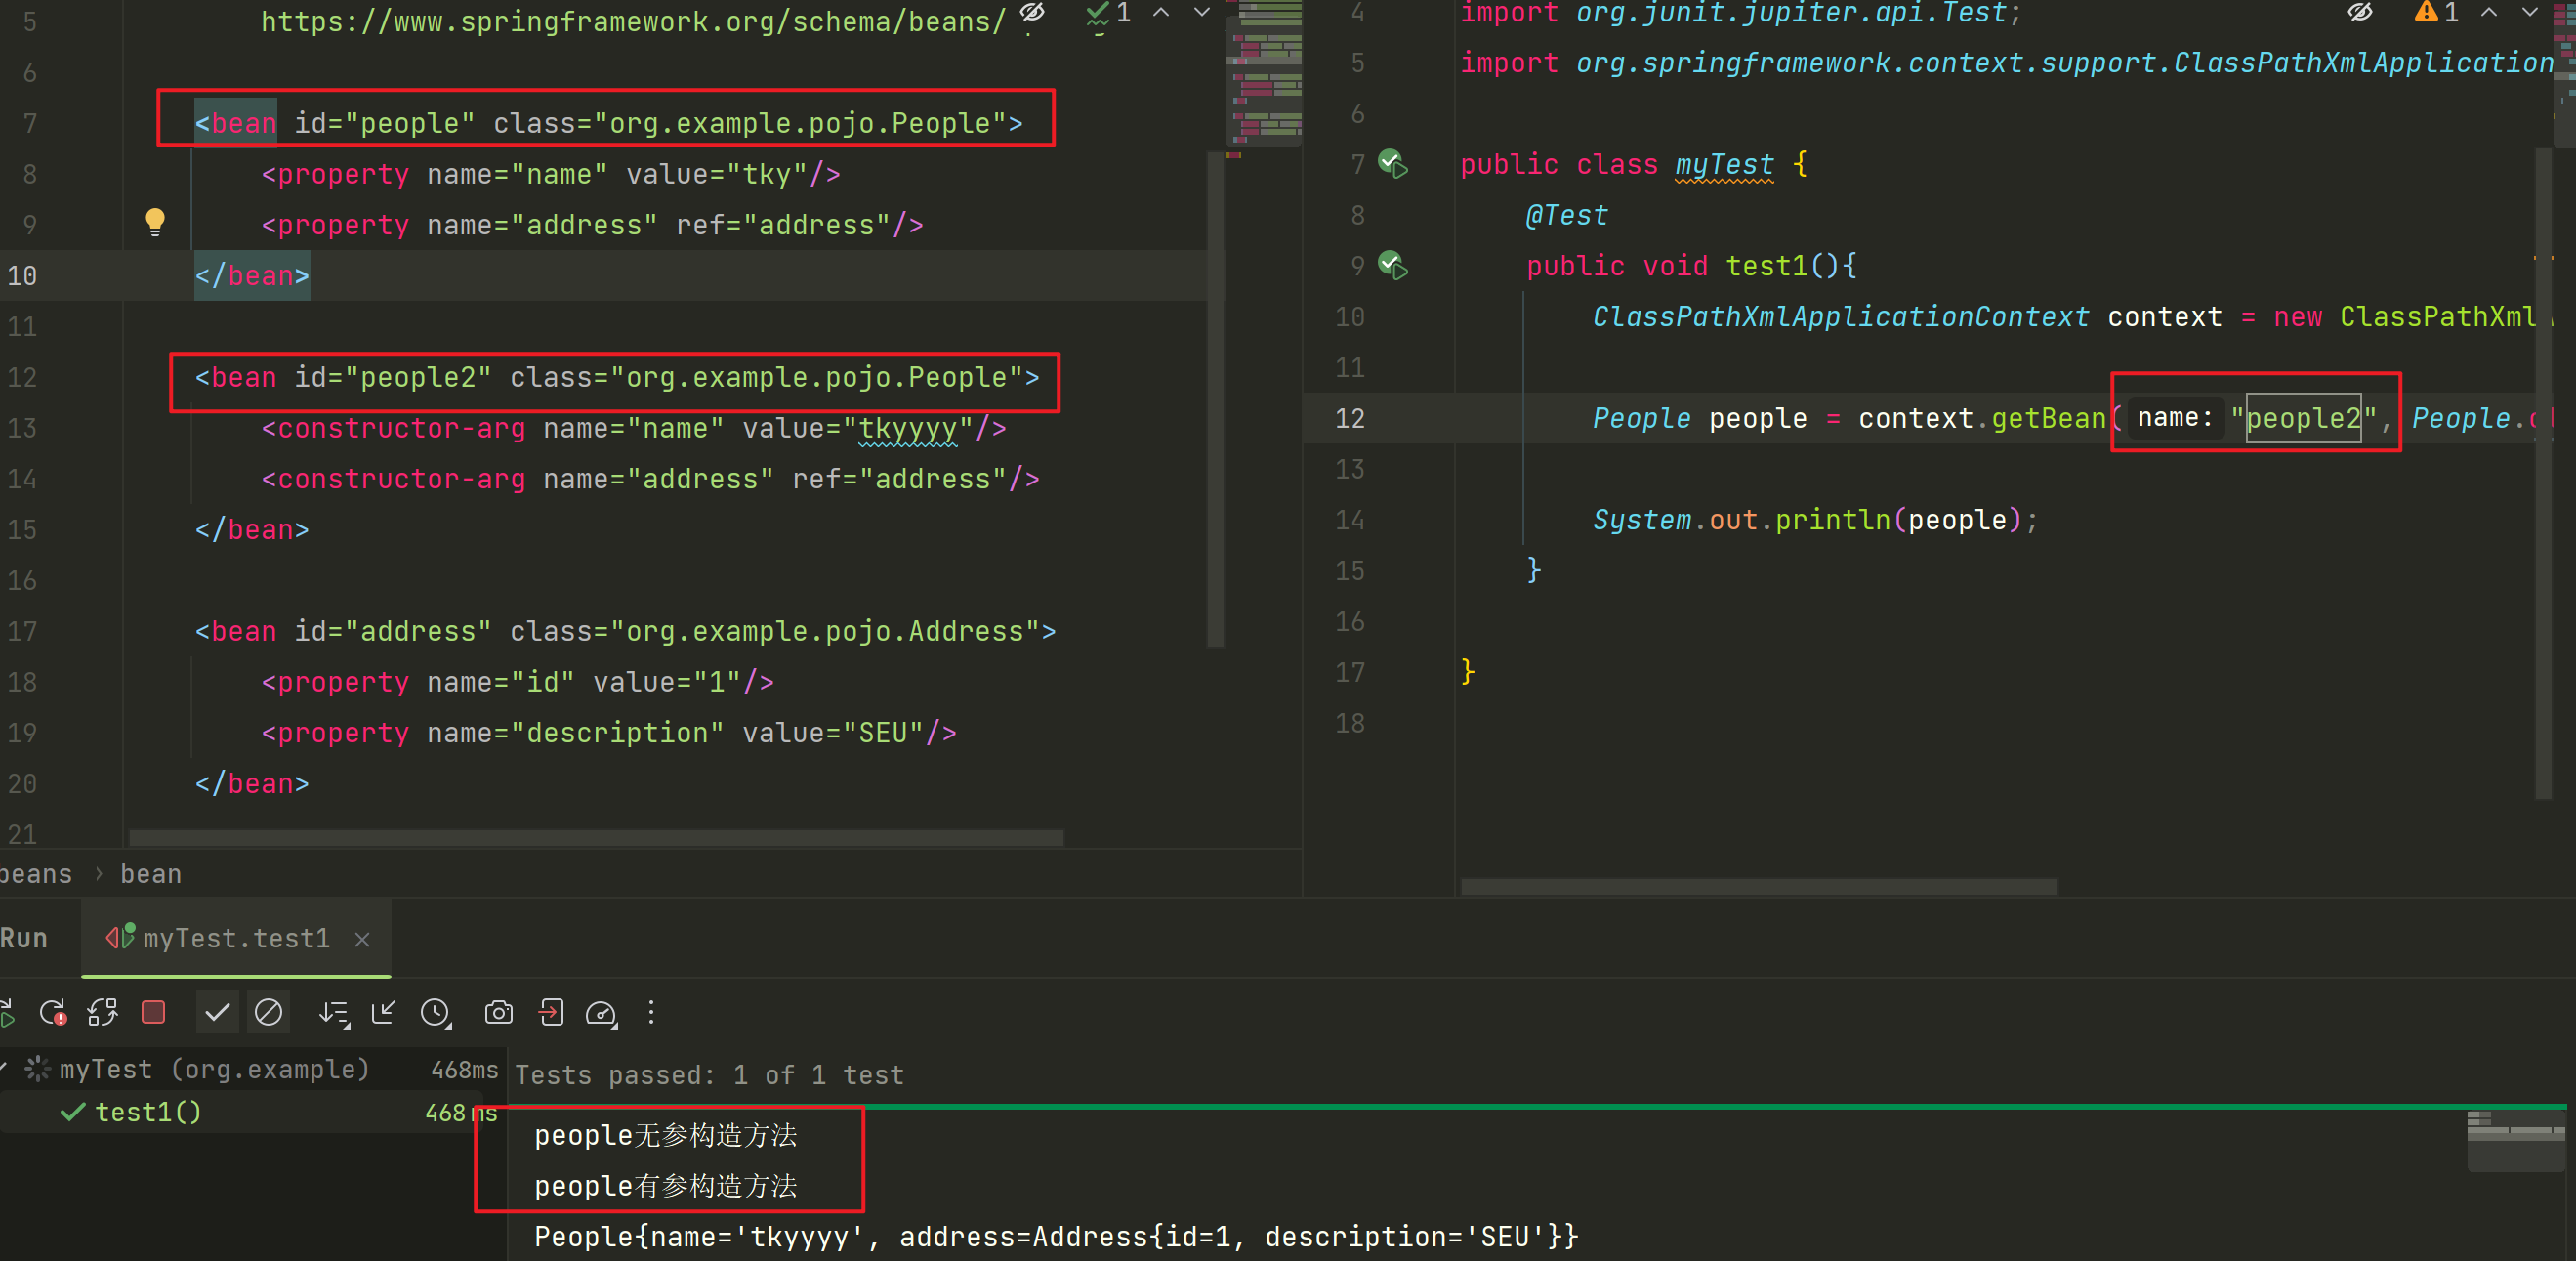 5 https://www.springframework.org/schema/beans/
6
7 <bean id="people" class="org.example.pojo.People">
8 <property name="name" value="tky"/>
9 <property name="address" ref="address"/>
10 </bean>
11
12 <bean id="people2" class="org.example.pojo.People">
13 <constructor-arg name="name" value="tkyyyy"/>
14 <constructor-arg name="address" ref="address"/>
15 </bean>
16
17 <bean id="address" class="org.example.pojo.Address">
18 <property name="id" value="1"/>
19 <property name="description" value="SEU"/>
20 </bean>
21
1
beans › bean
4 import org.junit.jupiter.api.Test;
5 import org.springframework.context.support.ClassPathXmlApplication
6
7 public class myTest {
8 @Test
9 public void test1(){
10 ClassPathXmlApplicationContext context = new ClassPathXml
11
12 People people = context.getBean( name: "people2", People.
13
14 System.out.println(people);
15 }
16
17 }
18
1
Run myTest.test1
myTest (org.example) 468ms
test1() 468 ms
Tests passed: 1 of 1 test
people无参构造方法
people有参构造方法
People{name='tkyyyy', address=Address{id=1, description='SEU'}}